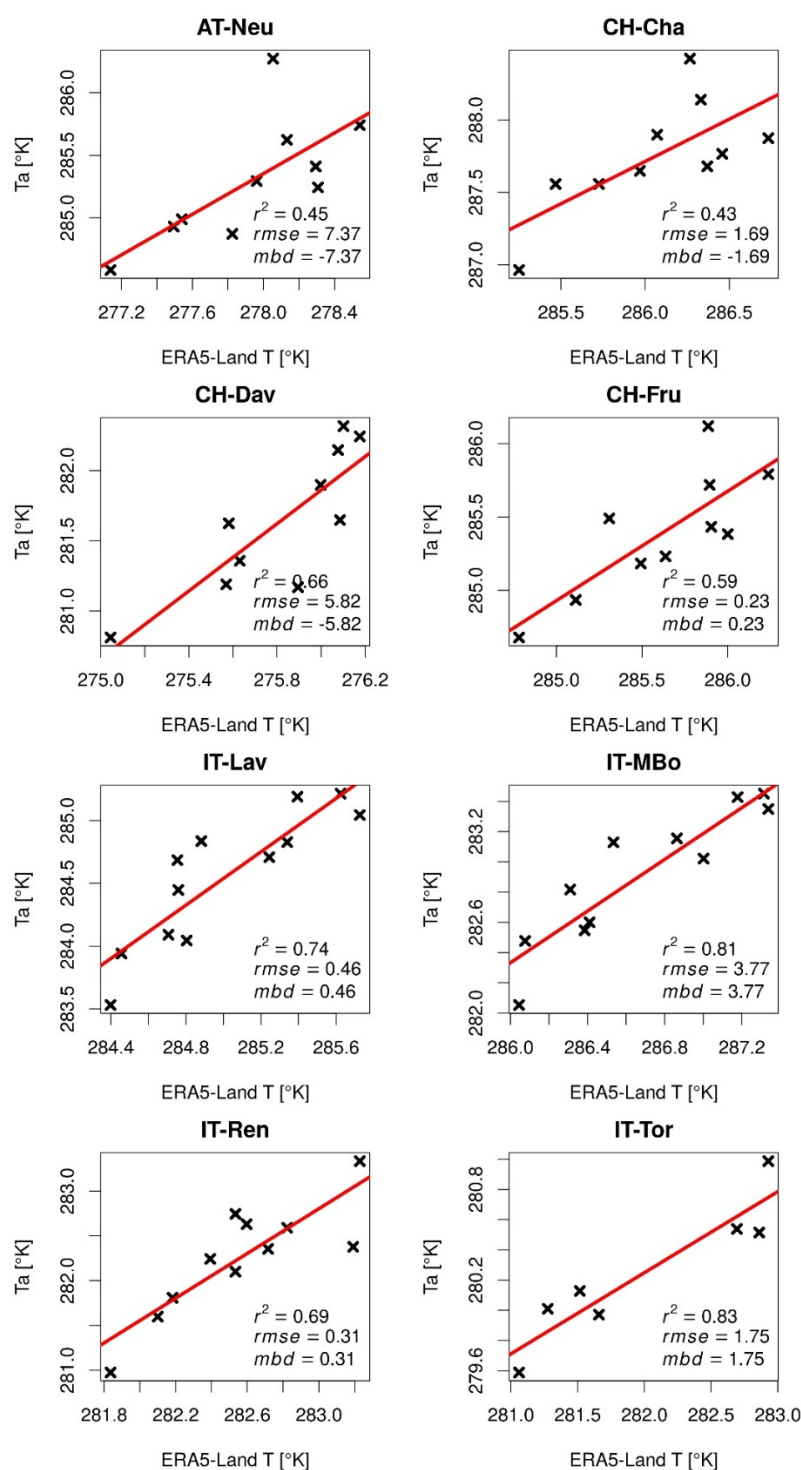 AT-Neu
Ta [°K]
286.0
285.5
285.0
r² = 0.45
rmse = 7.37
mbd = -7.37
277.2 277.6 278.0 278.4
ERA5-Land T [°K]
CH-Cha
Ta [°K]
288.0
287.5
287.0
r² = 0.43
rmse = 1.69
mbd = -1.69
285.5 286.0 286.5
ERA5-Land T [°K]
CH-Dav
Ta [°K]
282.0
281.5
281.0
r² = 0.66
rmse = 5.82
mbd = -5.82
275.0 275.4 275.8 276.2
ERA5-Land T [°K]
CH-Fru
Ta [°K]
286.0
285.5
285.0
r² = 0.59
rmse = 0.23
mbd = 0.23
285.0 285.5 286.0
ERA5-Land T [°K]
IT-Lav
Ta [°K]
285.0
284.5
284.0
283.5
r² = 0.74
rmse = 0.46
mbd = 0.46
284.4 284.8 285.2 285.6
ERA5-Land T [°K]
IT-MBo
Ta [°K]
283.2
282.6
282.0
r² = 0.81
rmse = 3.77
mbd = 3.77
286.0 286.4 286.8 287.2
ERA5-Land T [°K]
IT-Ren
Ta [°K]
283.0
282.0
281.0
r² = 0.69
rmse = 0.31
mbd = 0.31
281.8 282.2 282.6 283.0
ERA5-Land T [°K]
IT-Tor
Ta [°K]
280.8
280.2
279.6
r² = 0.83
rmse = 1.75
mbd = 1.75
281.0 281.5 282.0 282.5 283.0
ERA5-Land T [°K]